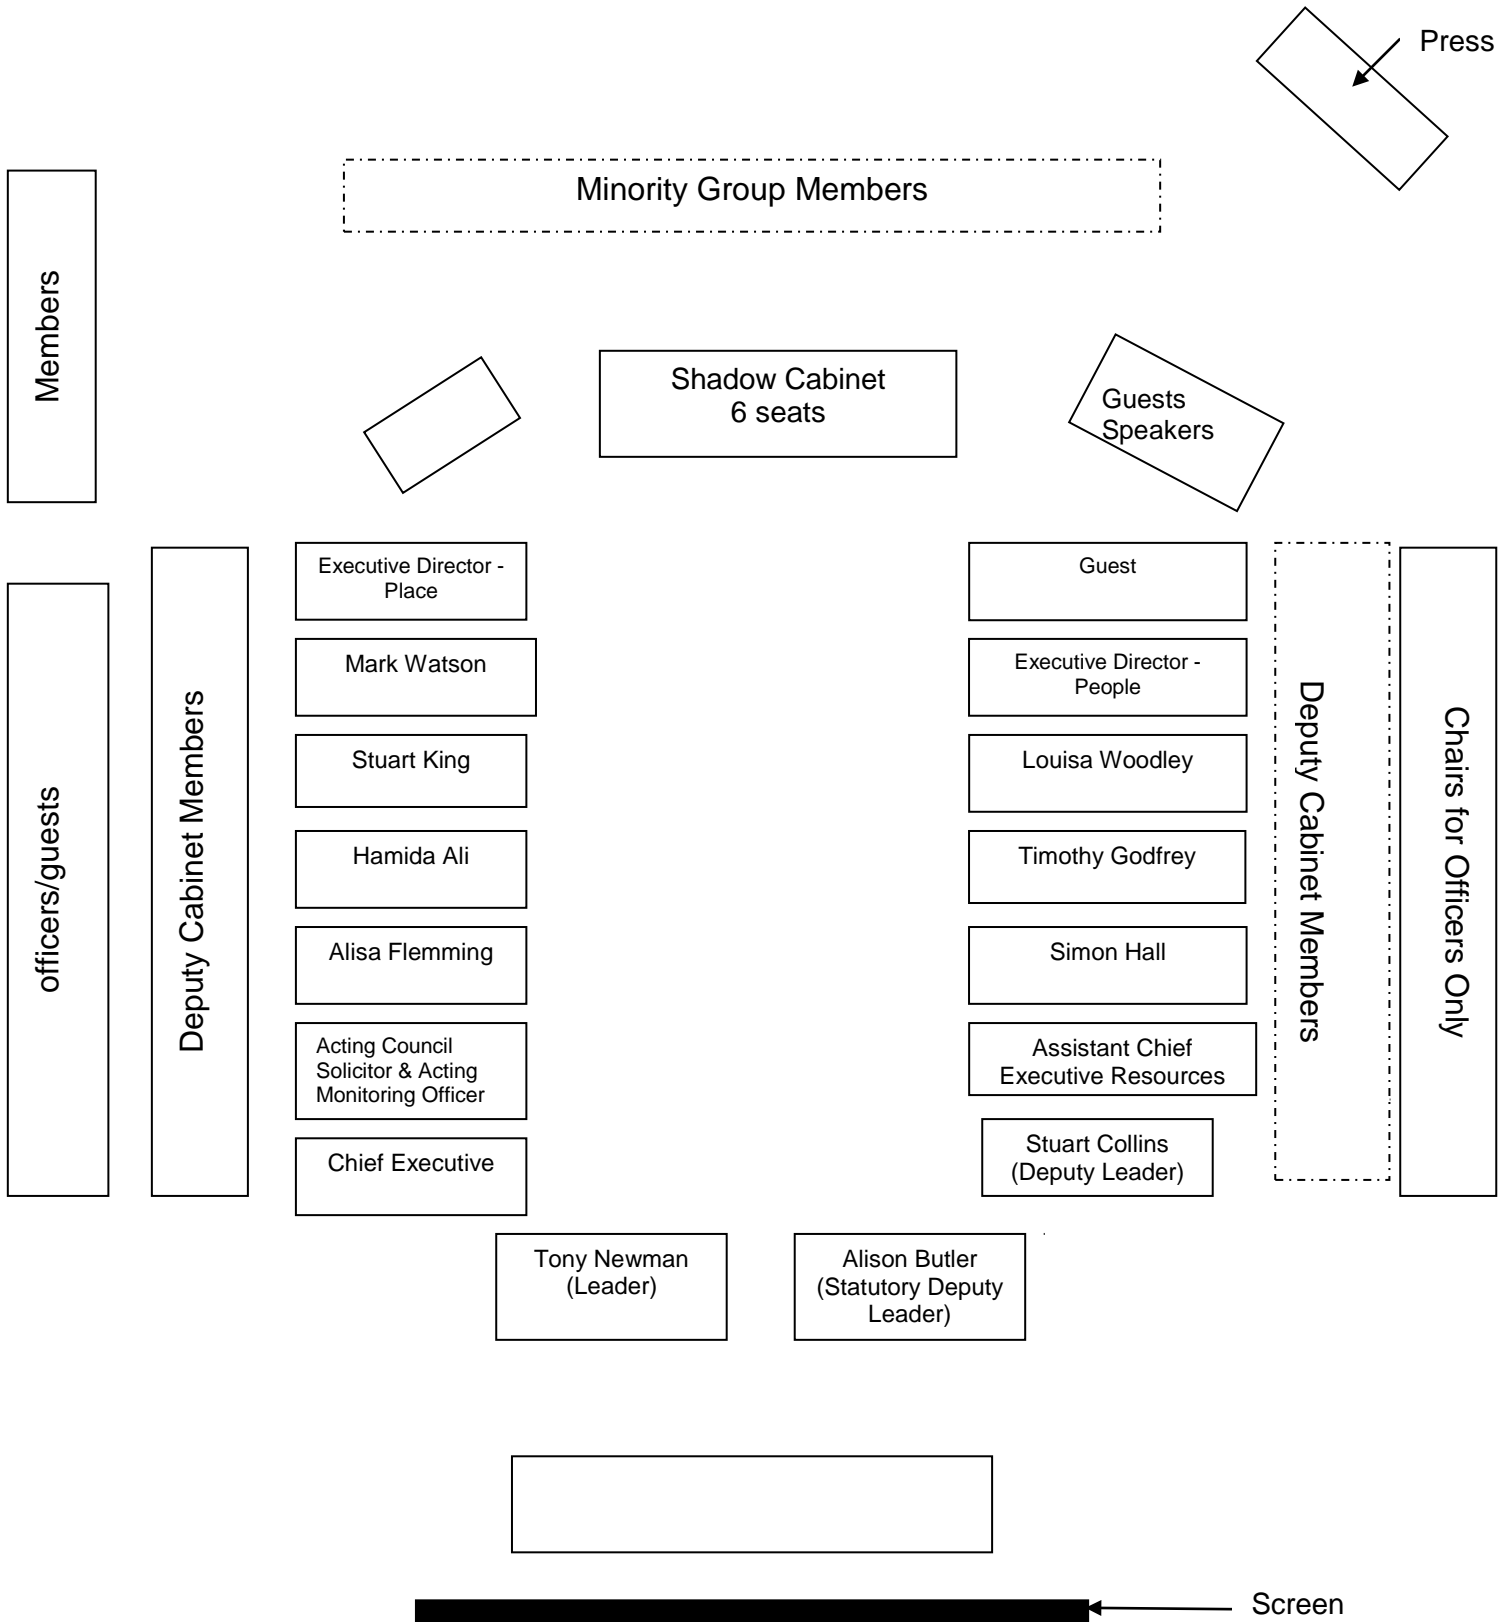 Press
Minority Group Members
Members
Shadow Cabinet
6 seats
Guests
Speakers
officers/guests
Deputy Cabinet Members
Executive Director -
Place
Mark Watson
Stuart King
Hamida Ali
Alisa Flemming
Acting Council
Solicitor & Acting
Monitoring Officer
Chief Executive
Guest
Executive Director -
People
Louisa Woodley
Timothy Godfrey
Simon Hall
Assistant Chief
Executive Resources
Stuart Collins
(Deputy Leader)
Deputy Cabinet Members
Chairs for Officers Only
Tony Newman
(Leader)
Alison Butler
(Statutory Deputy
Leader)
Screen